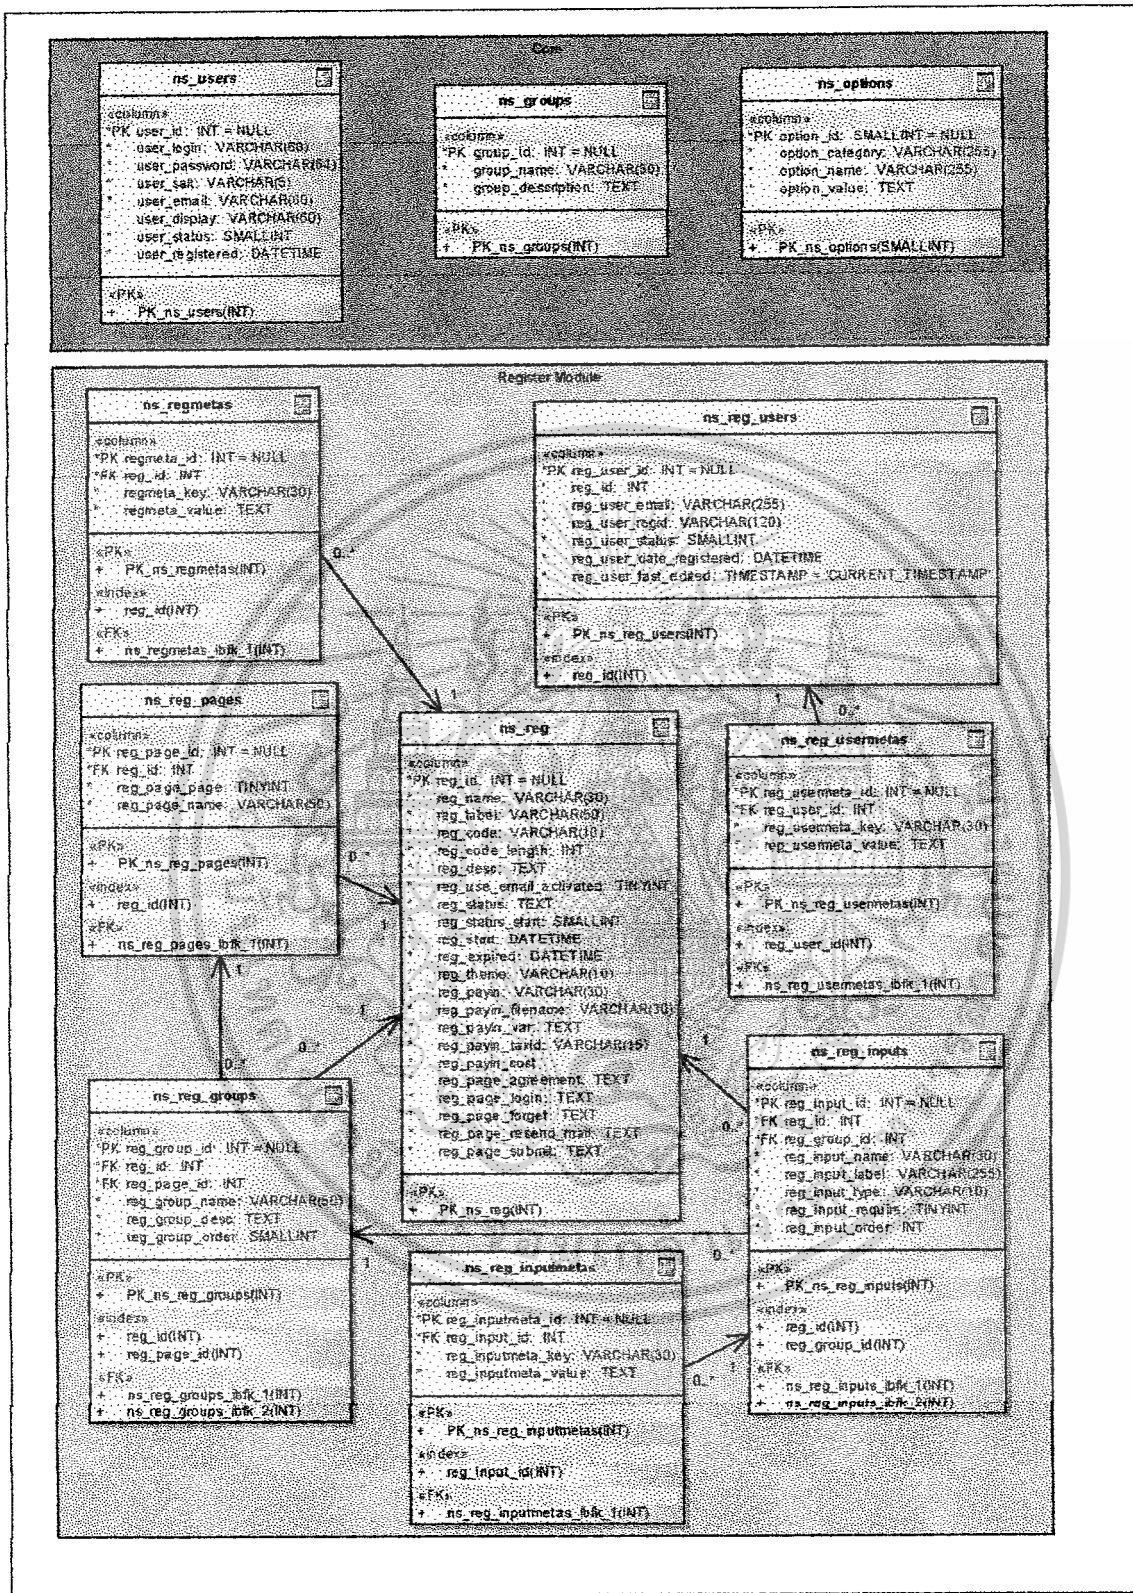 Core
ns_users
«column»
*PK user_id: INT = NULL
* user_login: VARCHAR(60)
* user_password: VARCHAR(64)
* user_salt: VARCHAR(5)
* user_email: VARCHAR(60)
* user_display: VARCHAR(50)
* user_status: SMALLINT
* user_registered: DATETIME
«PK»
+ PK_ns_users(INT)
ns_groups
«column»
*PK group_id: INT = NULL
* group_name: VARCHAR(50)
* group_description: TEXT
«PK»
+ PK_ns_groups(INT)
ns_options
«column»
*PK option_id: SMALLINT = NULL
* option_category: VARCHAR(255)
* option_name: VARCHAR(255)
* option_value: TEXT
«PK»
+ PK_ns_options(SMALLINT)
Register Module
ns_regmetas
«column»
*PK regmeta_id: INT = NULL
*FK reg_id: INT
* regmeta_key: VARCHAR(30)
* regmeta_value: TEXT
«PK»
+ PK_ns_regmetas(INT)
«index»
+ reg_id(INT)
«FK»
+ ns_regmetas_ibfk_1(INT)
0..*
1
ns_reg_users
«column»
*PK reg_user_id: INT = NULL
* reg_id: INT
* reg_user_email: VARCHAR(255)
* reg_user_regid: VARCHAR(120)
* reg_user_status: SMALLINT
* reg_user_date_registered: DATETIME
* reg_user_last_edited: TIMESTAMP = 'CURRENT_TIMESTAMP'
«PK»
+ PK_ns_reg_users(INT)
«index»
+ reg_id(INT)
1
0..*
ns_reg_pages
«column»
*PK reg_page_id: INT = NULL
*FK reg_id: INT
* reg_page_page: TINYINT
* reg_page_name: VARCHAR(50)
«PK»
+ PK_ns_reg_pages(INT)
«index»
+ reg_id(INT)
«FK»
+ ns_reg_pages_ibfk_1(INT)
0..*
1
ns_reg
«column»
*PK reg_id: INT = NULL
* reg_name: VARCHAR(30)
* reg_label: VARCHAR(50)
* reg_code: VARCHAR(10)
* reg_code_length: INT
* reg_desc: TEXT
* reg_use_email_activated: TINYINT
* reg_status: TEXT
* reg_status_start: SMALLINT
* reg_start: DATETIME
* reg_expired: DATETIME
* reg_theme: VARCHAR(10)
* reg_payin: VARCHAR(30)
* reg_payin_filename: VARCHAR(30)
* reg_payin_var: TEXT
* reg_payin_taxid: VARCHAR(15)
* reg_payin_cost
* reg_page_agreement: TEXT
* reg_page_login: TEXT
* reg_page_forget: TEXT
* reg_page_resend_mail: TEXT
* reg_page_submit: TEXT
«PK»
+ PK_ns_reg(INT)
ns_reg_usermetas
«column»
*PK reg_usermeta_id: INT = NULL
*FK reg_user_id: INT
* reg_usermeta_key: VARCHAR(30)
* reg_usermeta_value: TEXT
«PK»
+ PK_ns_reg_usermetas(INT)
«index»
+ reg_user_id(INT)
«FK»
+ ns_reg_usermetas_ibfk_1(INT)
1
0..*
1
0..*
ns_reg_groups
«column»
*PK reg_group_id: INT = NULL
*FK reg_id: INT
*FK reg_page_id: INT
* reg_group_name: VARCHAR(50)
* reg_group_desc: TEXT
* reg_group_order: SMALLINT
«PK»
+ PK_ns_reg_groups(INT)
«index»
+ reg_id(INT)
+ reg_page_id(INT)
«FK»
+ ns_reg_groups_ibfk_1(INT)
+ ns_reg_groups_ibfk_2(INT)
1
0..*
ns_reg_inputs
«column»
*PK reg_input_id: INT = NULL
*FK reg_id: INT
*FK reg_group_id: INT
* reg_input_name: VARCHAR(30)
* reg_input_label: VARCHAR(255)
* reg_input_type: VARCHAR(10)
* reg_input_require: TINYINT
* reg_input_order: INT
«PK»
+ PK_ns_reg_inputs(INT)
«index»
+ reg_id(INT)
+ reg_group_id(INT)
«FK»
+ ns_reg_inputs_ibfk_1(INT)
+ ns_reg_inputs_ibfk_2(INT)
0..*
1
ns_reg_inputmetas
«column»
*PK reg_inputmeta_id: INT = NULL
*FK reg_input_id: INT
* reg_inputmeta_key: VARCHAR(30)
* reg_inputmeta_value: TEXT
«PK»
+ PK_ns_reg_inputmetas(INT)
«index»
+ reg_input_id(INT)
«FK»
+ ns_reg_inputmetas_ibfk_1(INT)
0..*
1